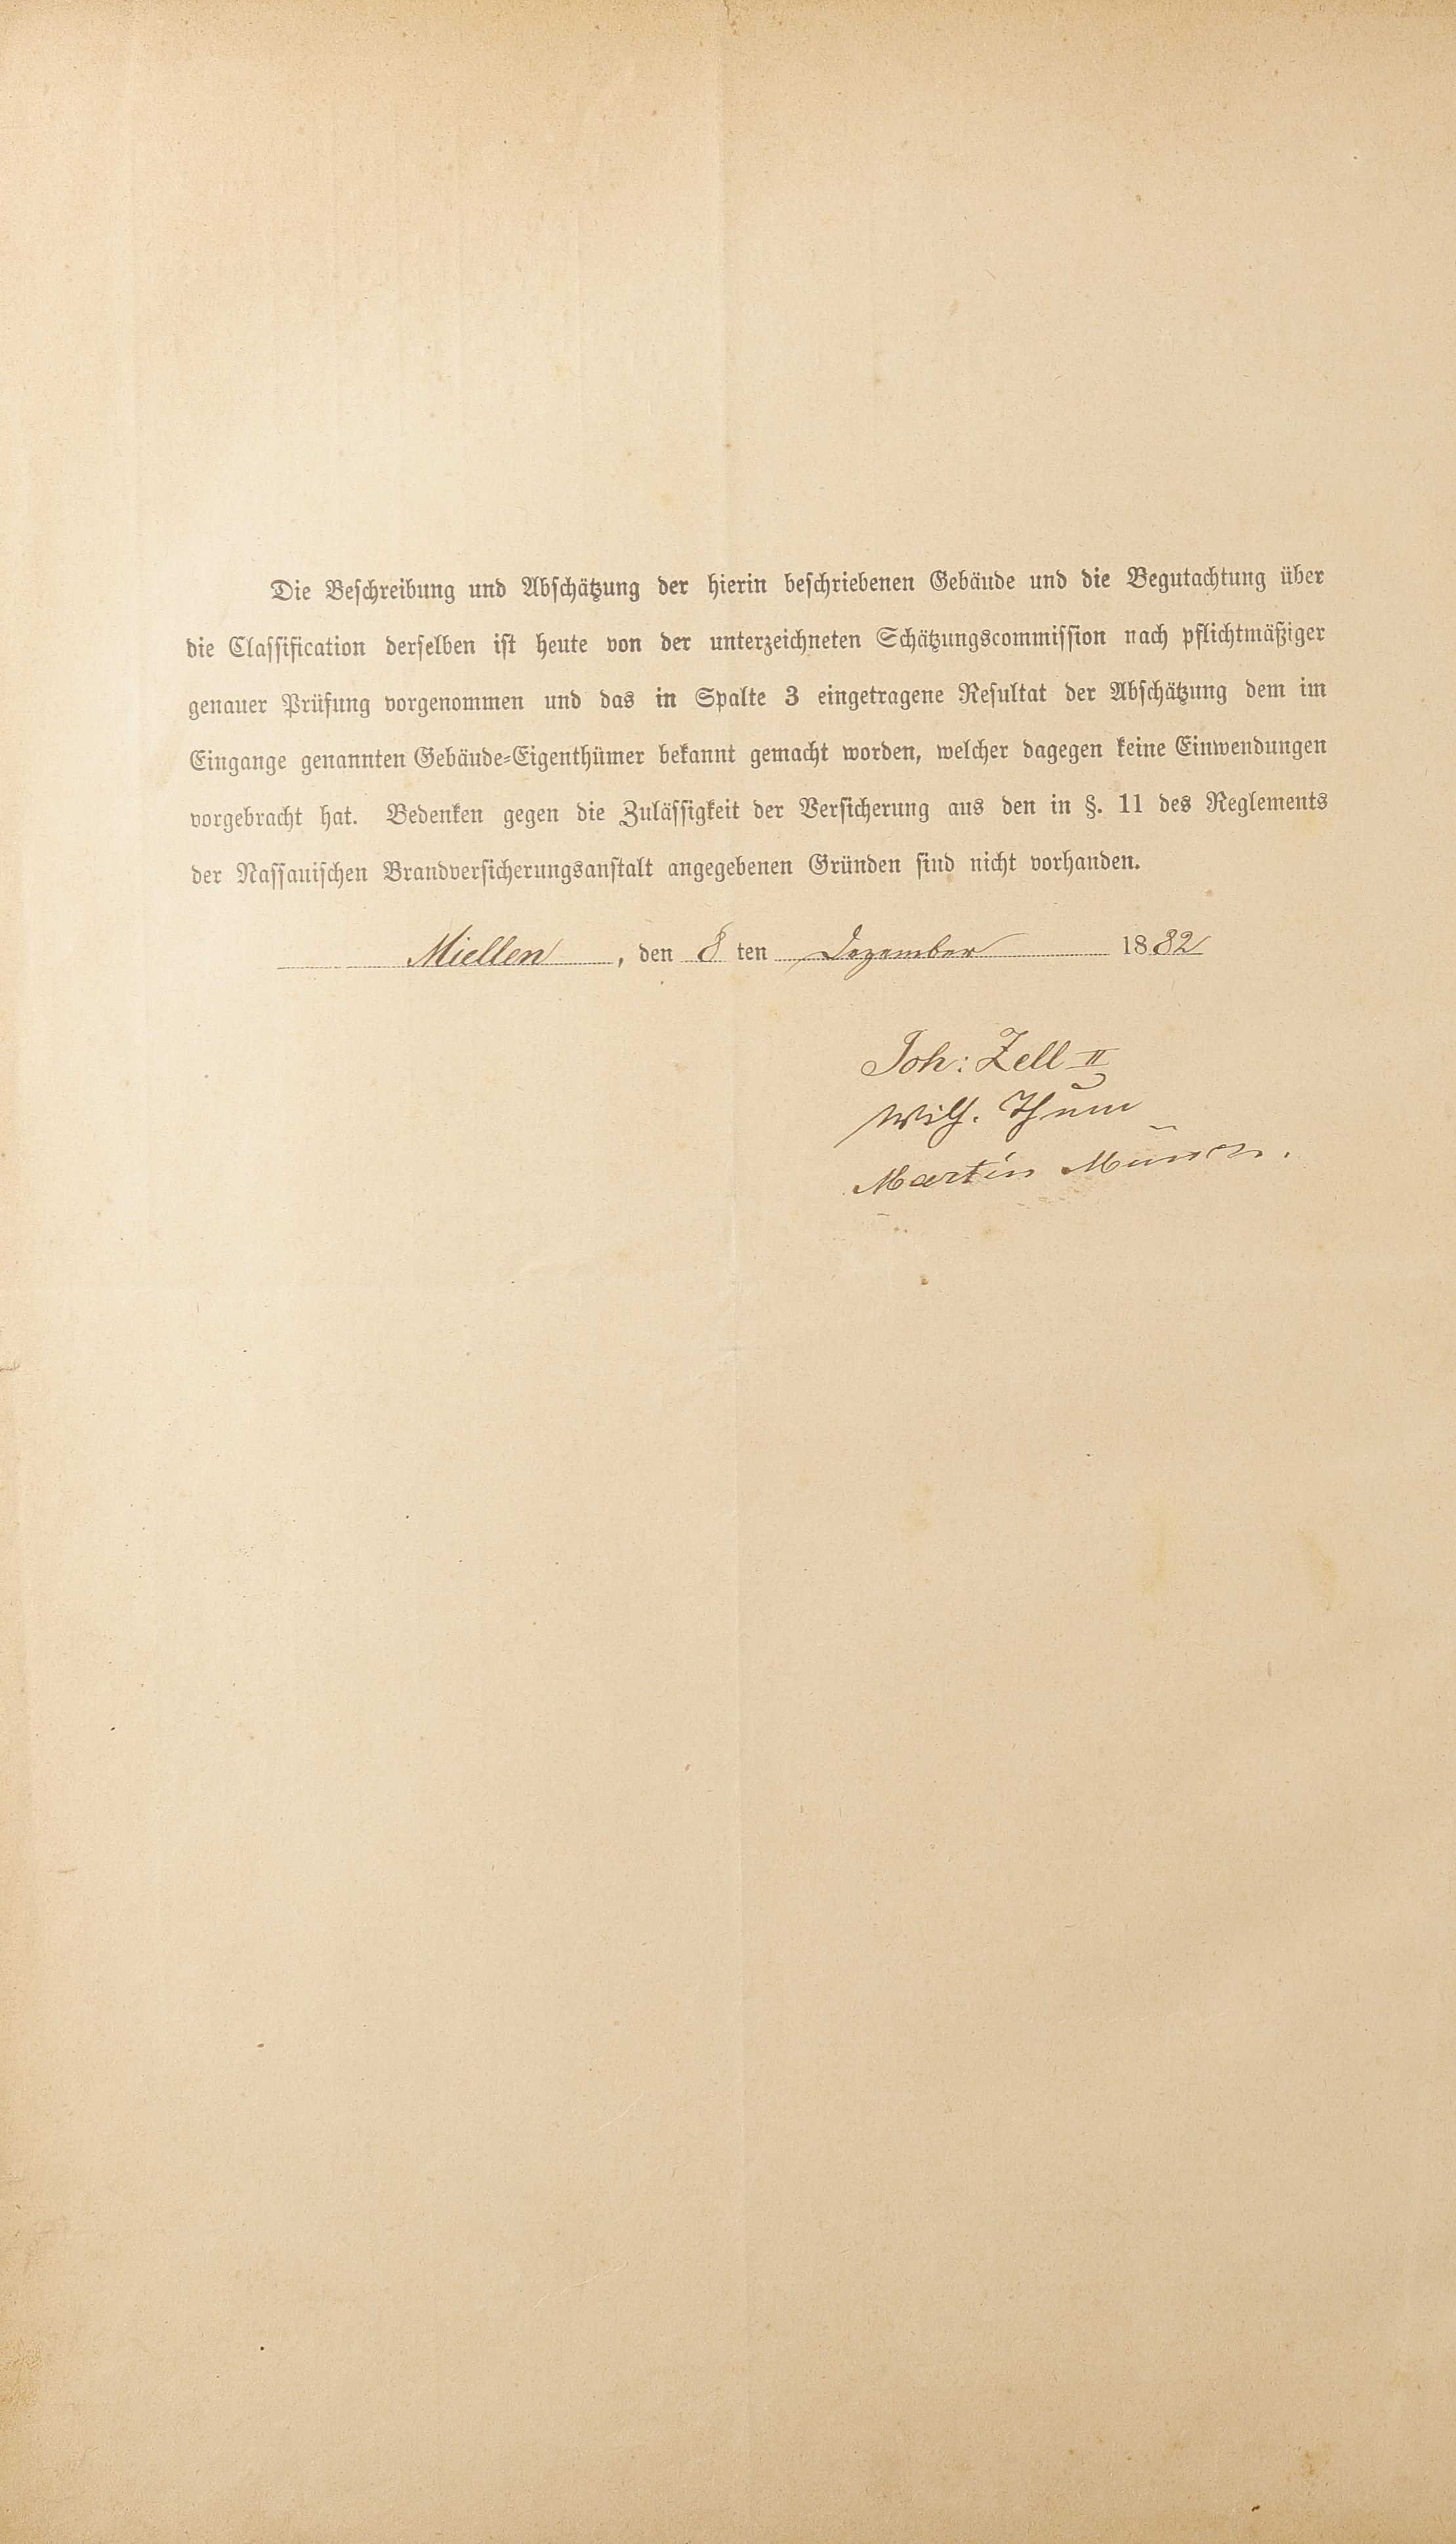 Die Beschreibung und Abschätzung der hierin beschriebenen Gebäude und die Begutachtung über
die Classification derselben ist heute von der unterzeichneten Schätzungscommission nach pflichtmäßiger
genauer Prüfung vorgenommen und das in Spalte 3 eingetragene Resultat der Abschätzung dem im
Eingange genannten Gebäude-Eigenthümer bekannt gemacht worden, welcher dagegen keine Einwendungen
vorgebracht hat. Bedenken gegen die Zulässigkeit der Versicherung aus den in §. 11 des Reglements
der Nassauischen Brandversicherungsanstalt angegebenen Gründen sind nicht vorhanden.
Miellen, den 8 ten Dezember 1882
Joh: Zell II
Wilh. Thum
Martin Münch.